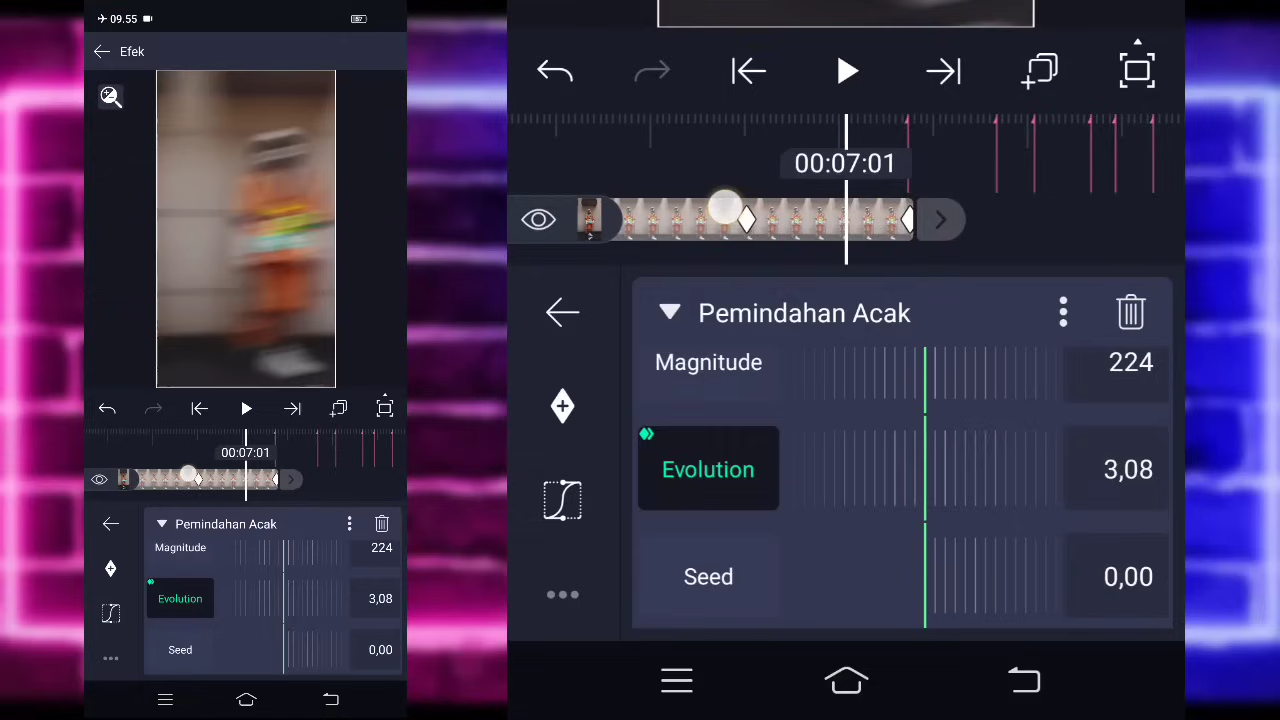 09.55
57
Efek
00:07:01
Pemindahan Acak
Magnitude
224
Evolution
3,08
Seed
0,00
00:07:01
Pemindahan Acak
Magnitude
224
Evolution
3,08
Seed
0,00